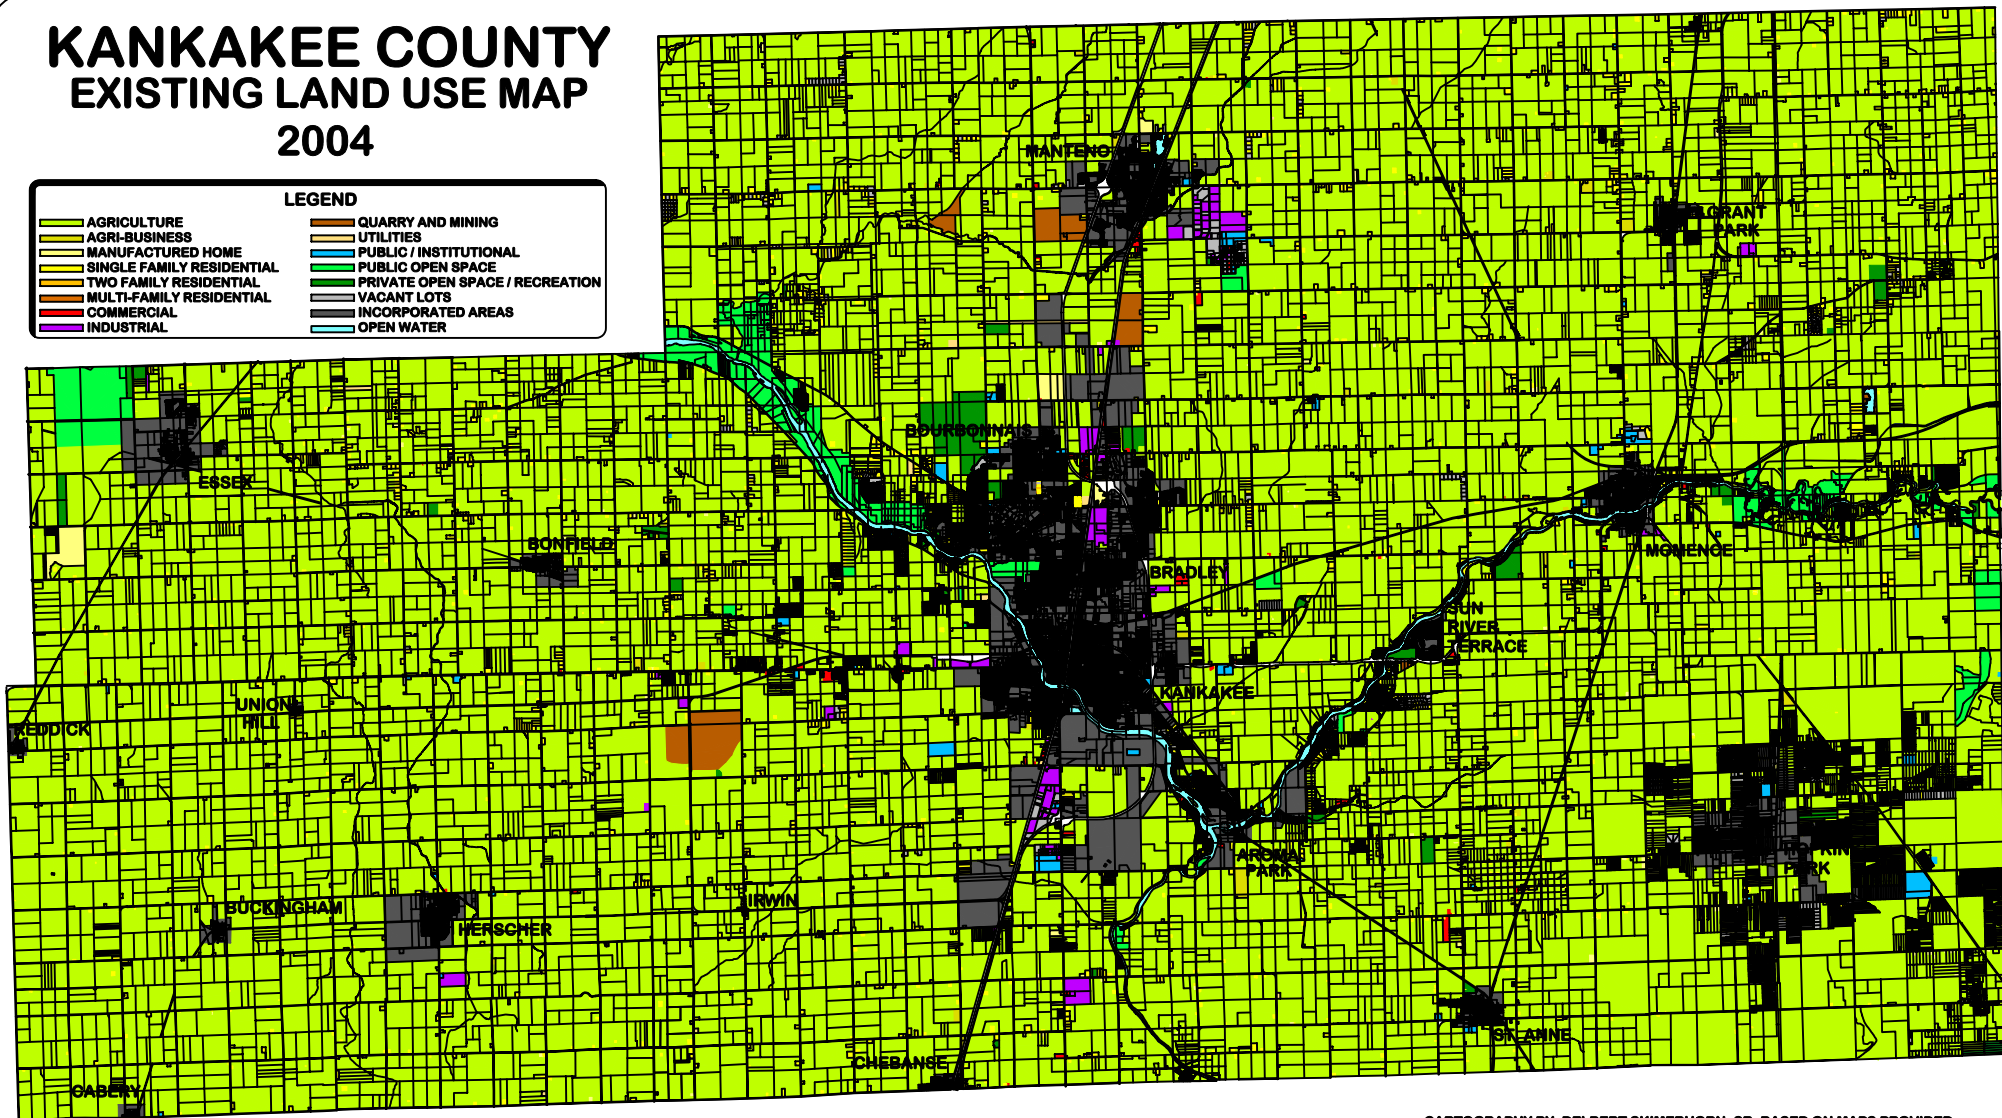 KANKAKEE COUNTY
EXISTING LAND USE MAP
2004
LEGEND
AGRICULTURE
AGRI-BUSINESS
MANUFACTURED HOME
SINGLE FAMILY RESIDENTIAL
TWO FAMILY RESIDENTIAL
MULTI-FAMILY RESIDENTIAL
COMMERCIAL
INDUSTRIAL
QUARRY AND MINING
UTILITIES
PUBLIC / INSTITUTIONAL
PUBLIC OPEN SPACE
PRIVATE OPEN SPACE / RECREATION
VACANT LOTS
INCORPORATED AREAS
OPEN WATER
MANTENO
GRANT
PARK
BOURBONNAIS
ESSEX
BONFIELD
MOMENCE
BRADLEY
SUN
RIVER
TERRACE
KANKAKEE
UNION
HILL
REDDICK
AROMA
PARK
PARK
IRWIN
BUCKINGHAM
HERSCHER
ST. ANNE
CHEBANSE
CABERY